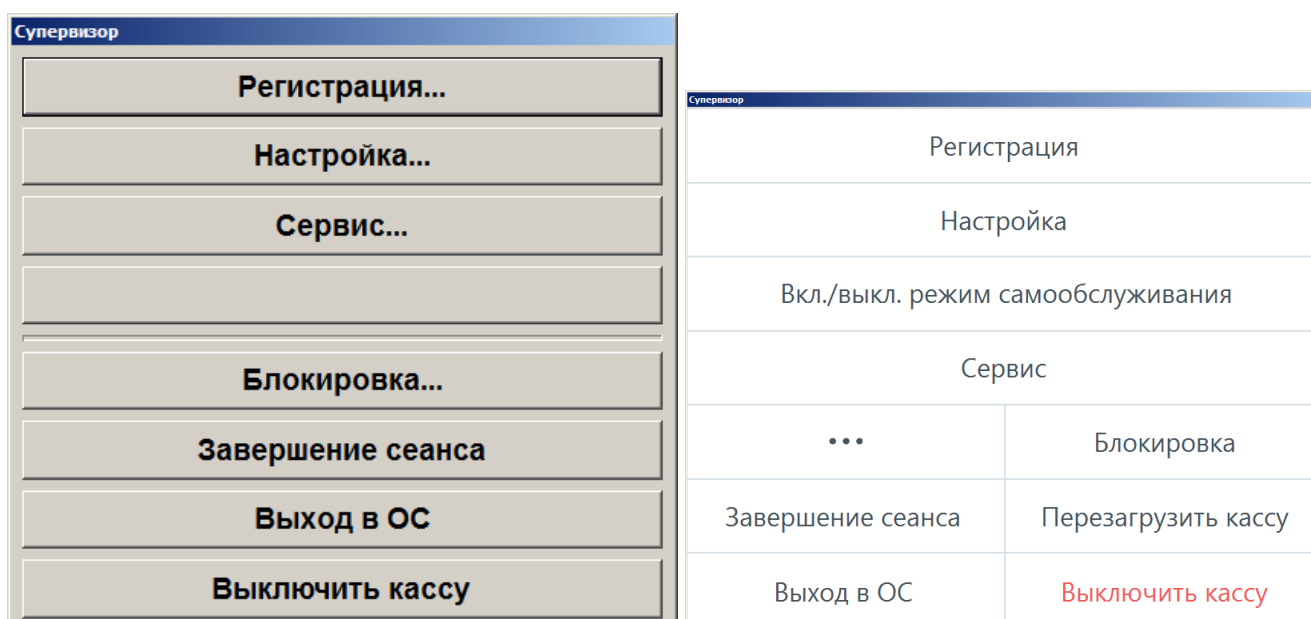 Супервизор
Регистрация...
Настройка...
Сервис...
Блокировка...
Завершение сеанса
Выход в ОС
Выключить кассу
Супервизор
Регистрация
Настройка
Вкл./выкл. режим самообслуживания
Сервис
•••
Блокировка
Завершение сеанса
Перезагрузить кассу
Выход в ОС
Выключить кассу